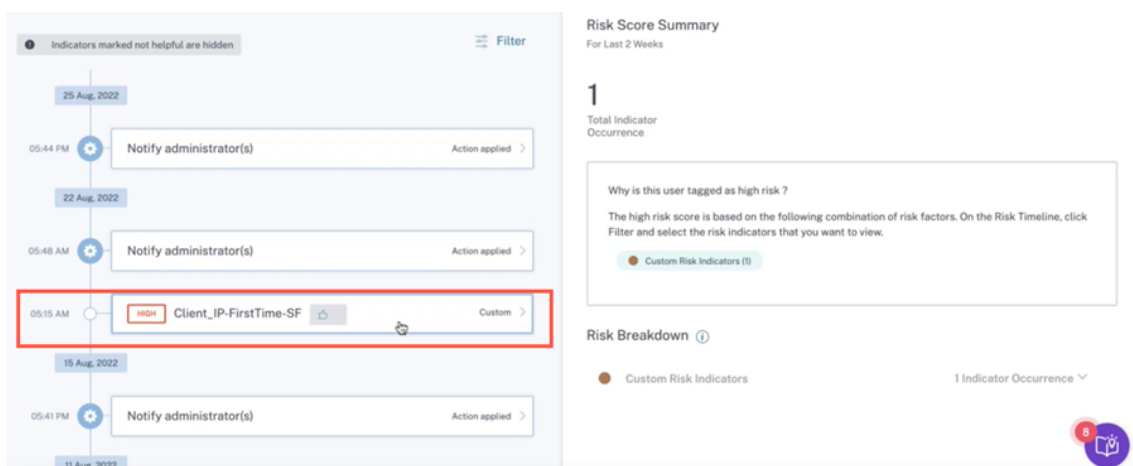 Indicators marked not helpful are hidden
Filter
25 Aug, 2022
05:44 PM
Notify administrator(s)
Action applied
22 Aug, 2022
05:48 AM
Notify administrator(s)
Action applied
05:15 AM
HIGH
Client_IP-FirstTime-SF
Custom
15 Aug, 2022
05:41 PM
Notify administrator(s)
Action applied
11 Aug, 2022
Risk Score Summary
For Last 2 Weeks
1
Total Indicator
Occurrence
Why is this user tagged as high risk ?
The high risk score is based on the following combination of risk factors. On the Risk Timeline, click
Filter and select the risk indicators that you want to view.
Custom Risk Indicators (1)
Risk Breakdown
Custom Risk Indicators
1 Indicator Occurrence
8